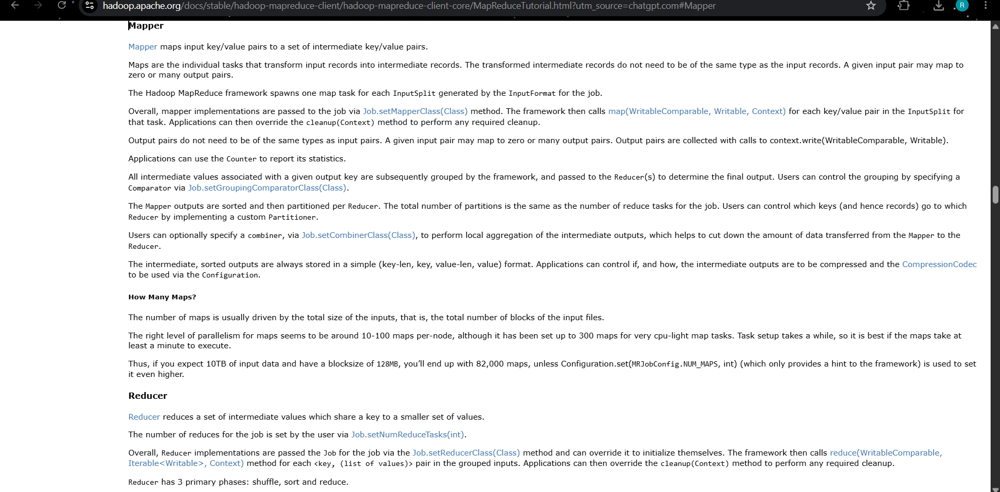 hadoop.apache.org/docs/stable/hadoop-mapreduce-client/hadoop-mapreduce-client-core/MapReduceTutorial.html?utm_source=chatgpt.com#Mapper
R
Mapper
Mapper maps input key/value pairs to a set of intermediate key/value pairs.
Maps are the individual tasks that transform input records into intermediate records. The transformed intermediate records do not need to be of the same type as the input records. A given input pair may map to
zero or many output pairs.
The Hadoop MapReduce framework spawns one map task for each InputSplit generated by the InputFormat for the job.
Overall, mapper implementations are passed to the job via Job.setMapperClass(Class) method. The framework then calls map(WritableComparable, Writable, Context) for each key/value pair in the InputSplit for
that task. Applications can then override the cleanup(Context) method to perform any required cleanup.
Output pairs do not need to be of the same types as input pairs. A given input pair may map to zero or many output pairs. Output pairs are collected with calls to context.write(WritableComparable, Writable).
Applications can use the Counter to report its statistics.
All intermediate values associated with a given output key are subsequently grouped by the framework, and passed to the Reducer(s) to determine the final output. Users can control the grouping by specifying a
Comparator via Job.setGroupingComparatorClass(Class).
The Mapper outputs are sorted and then partitioned per Reducer. The total number of partitions is the same as the number of reduce tasks for the job. Users can control which keys (and hence records) go to which
Reducer by implementing a custom Partitioner.
Users can optionally specify a combiner, via Job.setCombinerClass(Class), to perform local aggregation of the intermediate outputs, which helps to cut down the amount of data transferred from the Mapper to the
Reducer.
The intermediate, sorted outputs are always stored in a simple (key-len, key, value-len, value) format. Applications can control if, and how, the intermediate outputs are to be compressed and the CompressionCodec
to be used via the Configuration.
How Many Maps?
The number of maps is usually driven by the total size of the inputs, that is, the total number of blocks of the input files.
The right level of parallelism for maps seems to be around 10-100 maps per-node, although it has been set up to 300 maps for very cpu-light map tasks. Task setup takes a while, so it is best if the maps take at
least a minute to execute.
Thus, if you expect 10TB of input data and have a blocksize of 128MB, you’ll end up with 82,000 maps, unless Configuration.set(MRJobConfig.NUM_MAPS, int) (which only provides a hint to the framework) is used to set
it even higher.
Reducer
Reducer reduces a set of intermediate values which share a key to a smaller set of values.
The number of reduces for the job is set by the user via Job.setNumReduceTasks(int).
Overall, Reducer implementations are passed the Job for the job via the Job.setReducerClass(Class) method and can override it to initialize themselves. The framework then calls reduce(WritableComparable,
Iterable<Writable>, Context) method for each <key, (list of values)> pair in the grouped inputs. Applications can then override the cleanup(Context) method to perform any required cleanup.
Reducer has 3 primary phases: shuffle, sort and reduce.